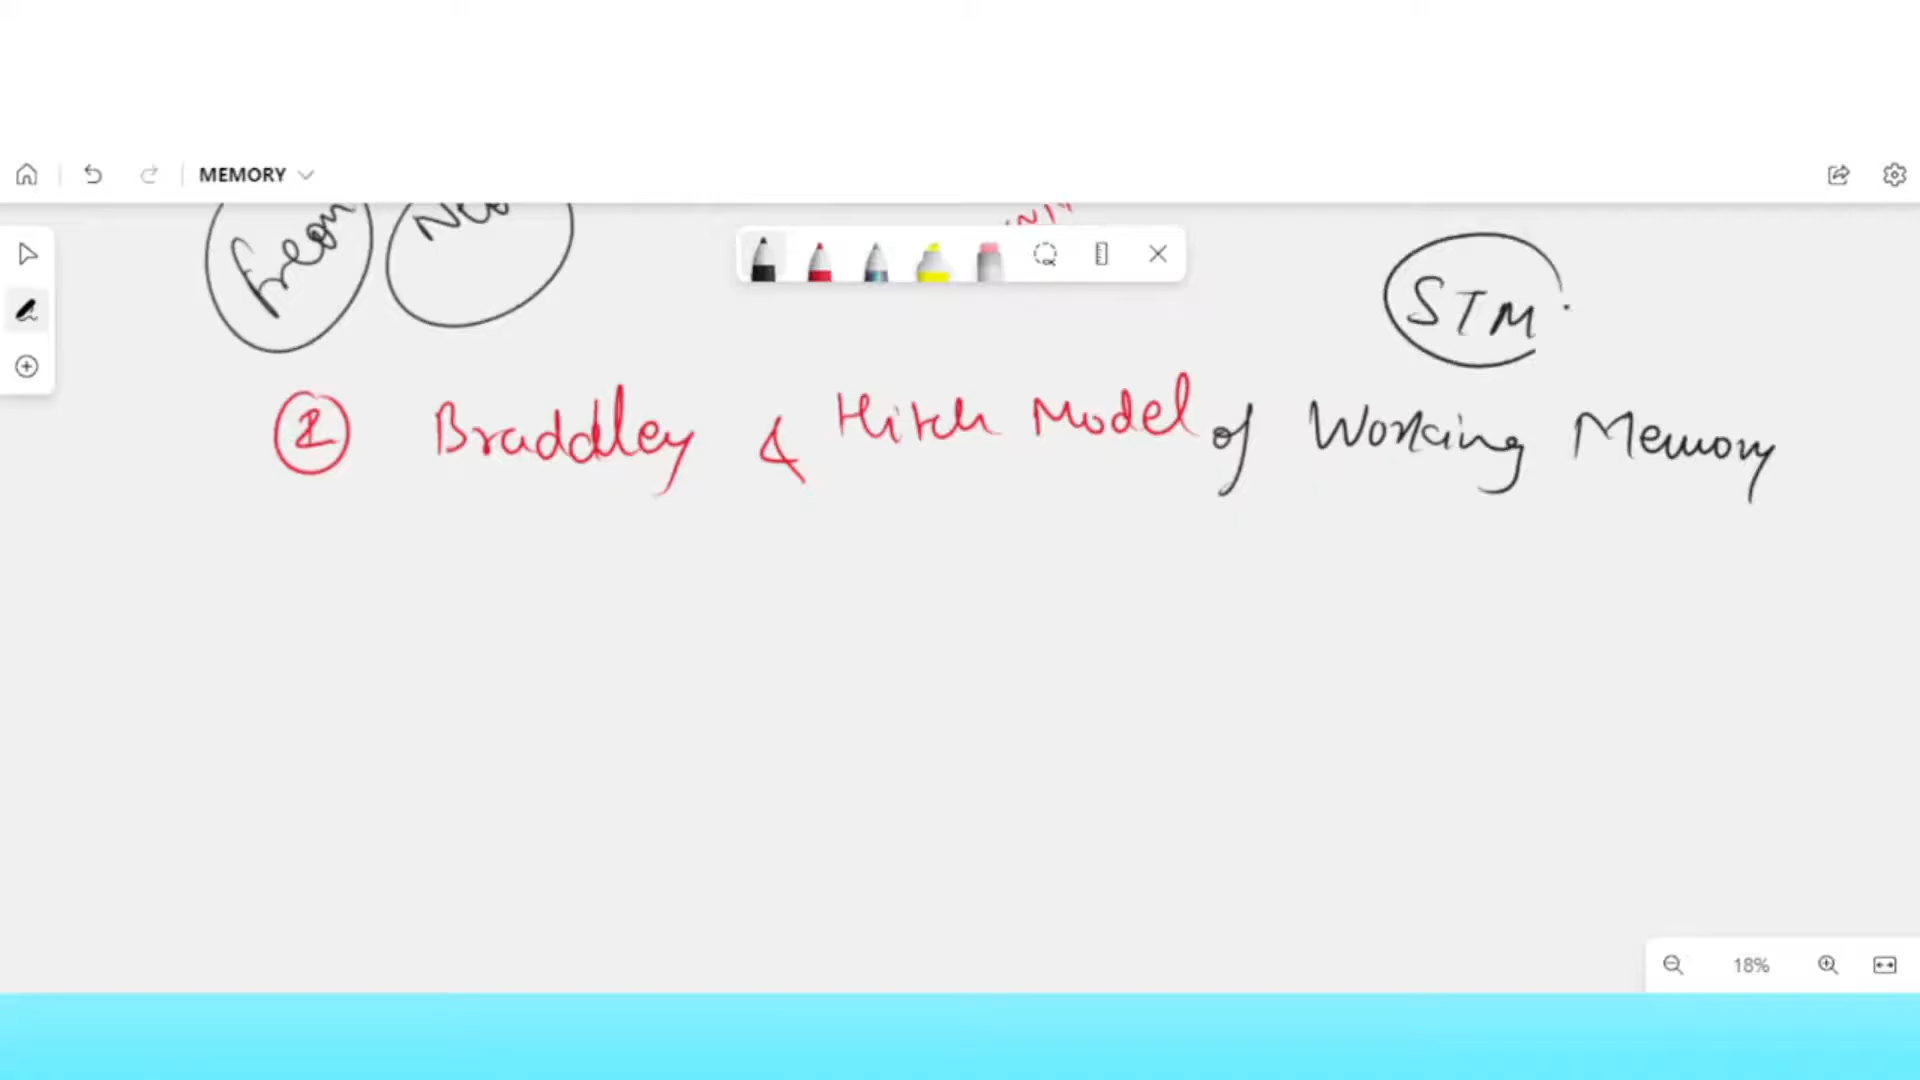 MEMORY
STM
② Braddley & Hitch Model of Working Memory
18%